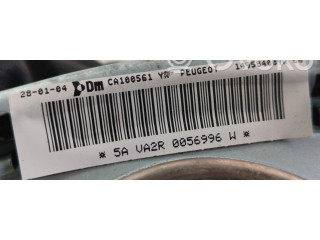 28-01-04 Dm CA100561 PEUGEOT
* 5A VA2R 0056996 W *